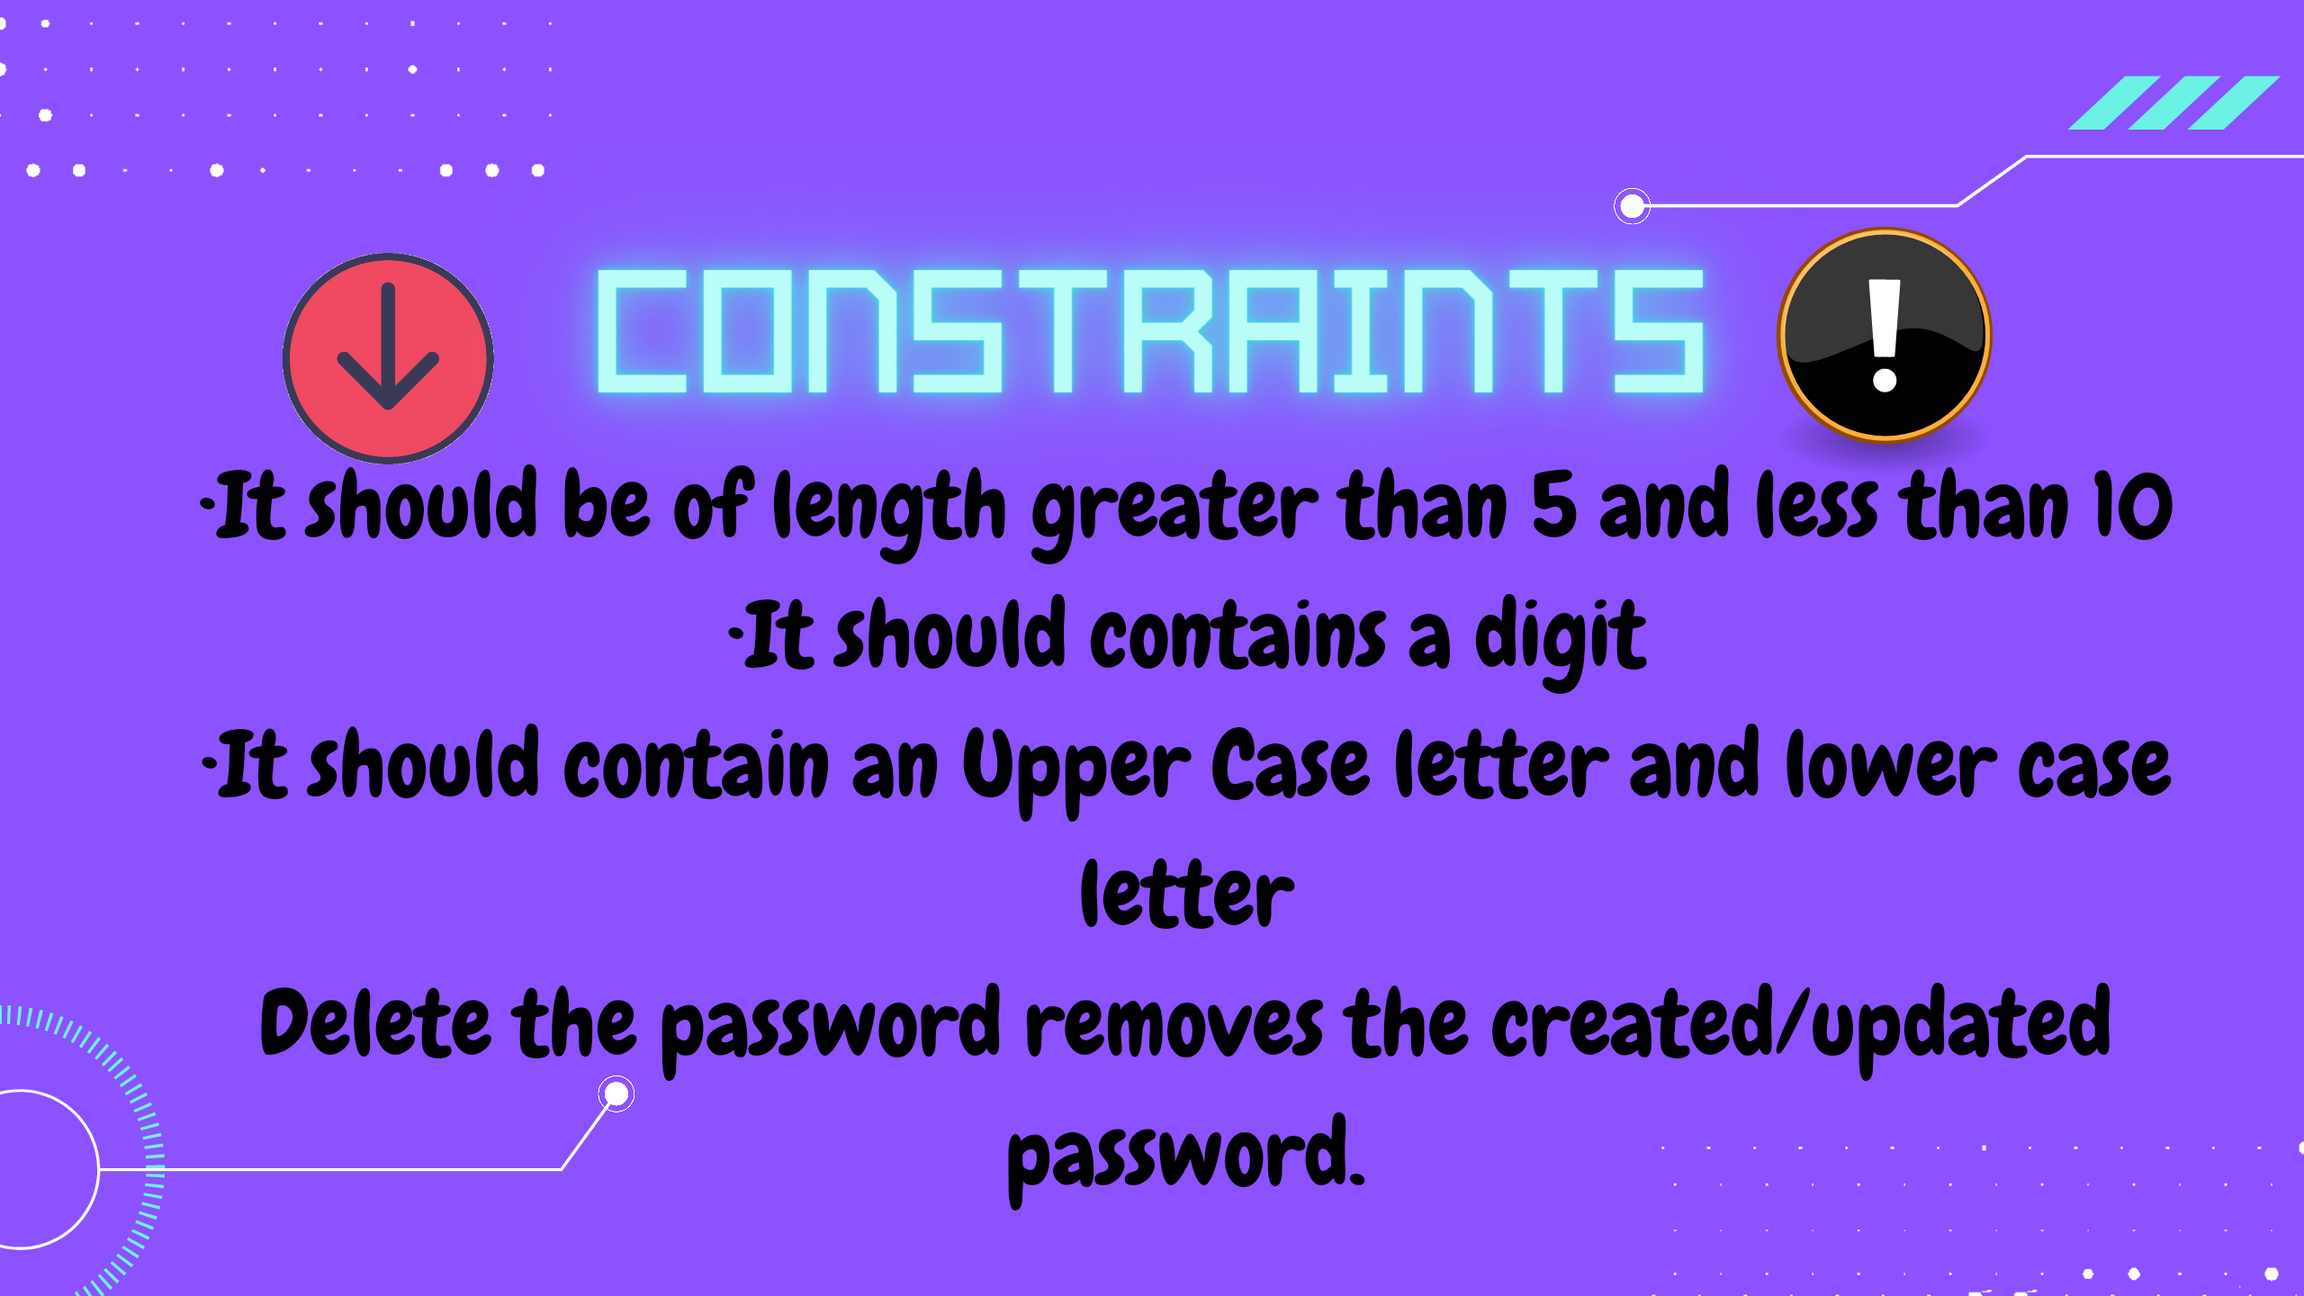 CONSTRAINTS
·It should be of length greater than 5 and less than 10
·It should contains a digit
·It should contain an Upper Case letter and lower case
letter
Delete the password removes the created/updated
password.